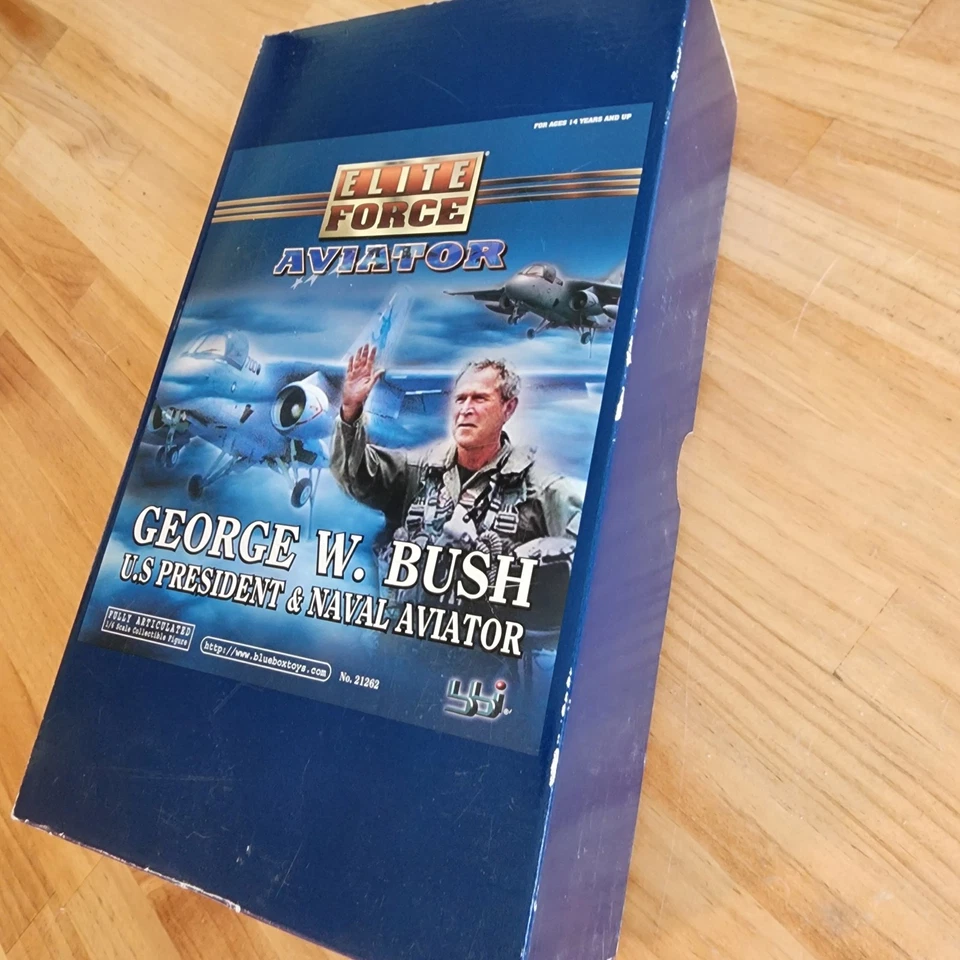 FOR AGES 14 YEARS AND UP
ELITE
FORCE
AVIATOR
GEORGE W. BUSH
U.S PRESIDENT & NAVAL AVIATOR
FULLY ARTICULATED
1/6 Scale Collectible Figure
http://www.blueboxtoys.com
No. 21262
bbi